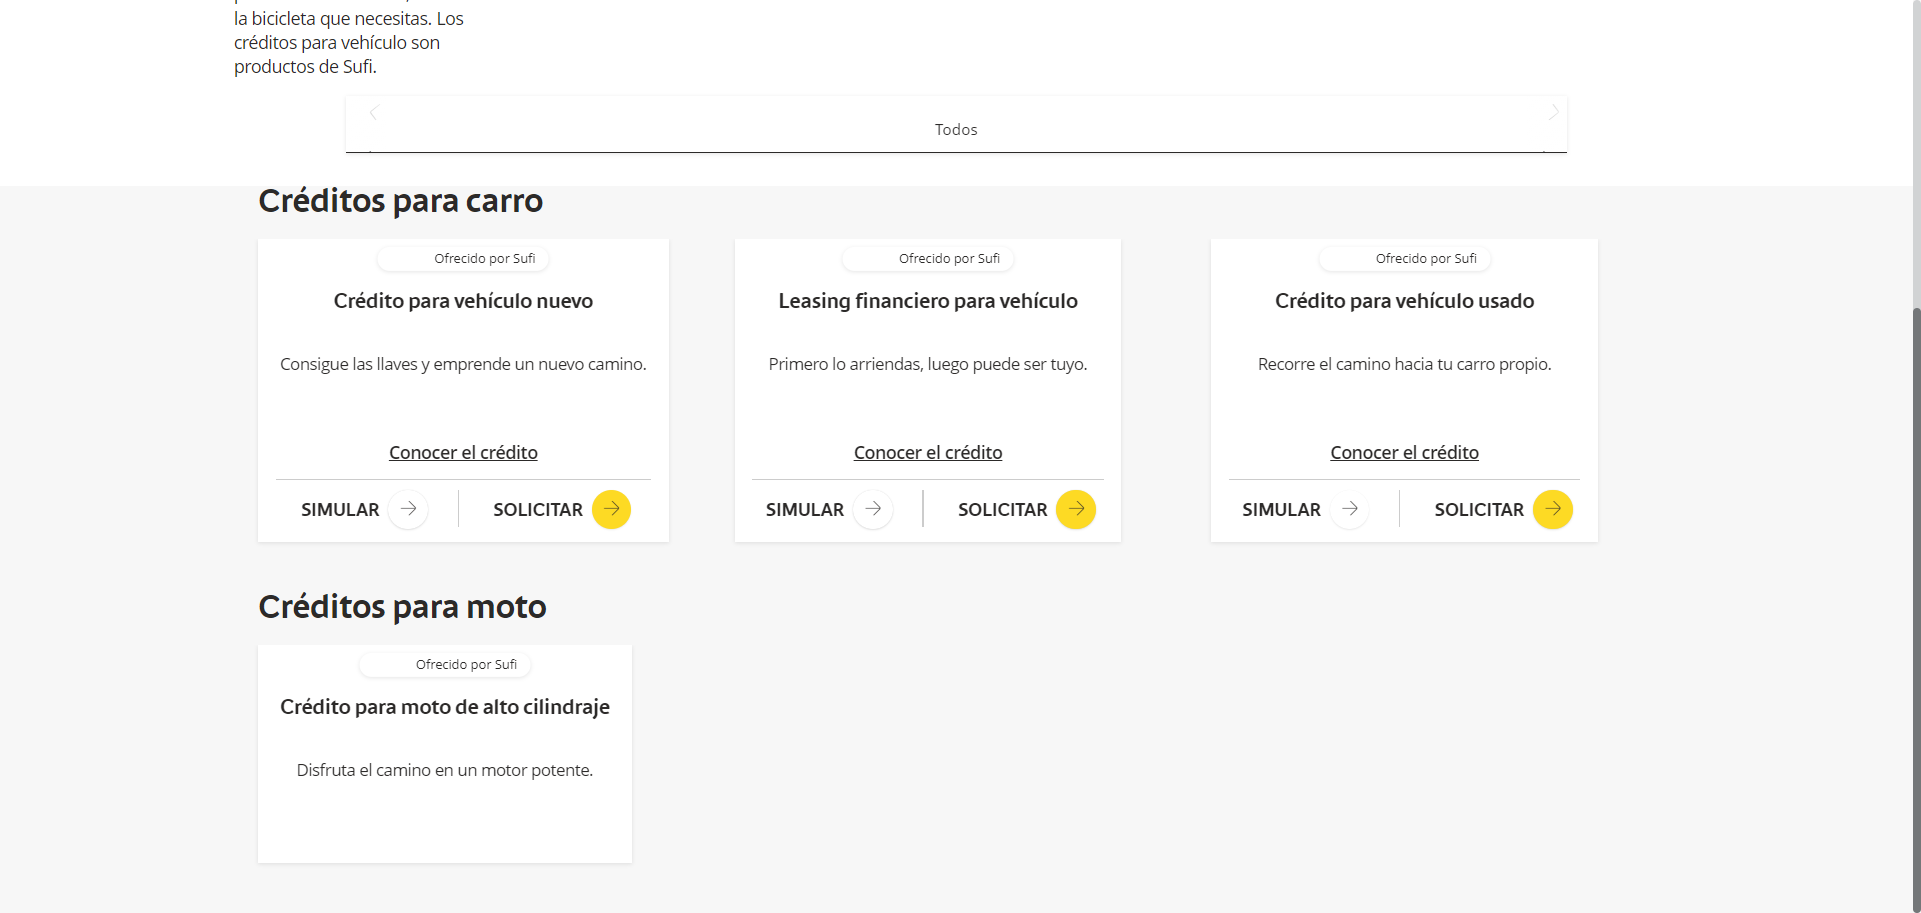 la bicicleta que necesitas. Los
créditos para vehículo son
productos de Sufi.
Todos
Créditos para carro
Ofrecido por Sufi
Crédito para vehículo nuevo
Consigue las llaves y emprende un nuevo camino.
Conocer el crédito
SIMULAR
SOLICITAR
Ofrecido por Sufi
Leasing financiero para vehículo
Primero lo arriendas, luego puede ser tuyo.
Conocer el crédito
SIMULAR
SOLICITAR
Ofrecido por Sufi
Crédito para vehículo usado
Recorre el camino hacia tu carro propio.
Conocer el crédito
SIMULAR
SOLICITAR
Créditos para moto
Ofrecido por Sufi
Crédito para moto de alto cilindraje
Disfruta el camino en un motor potente.